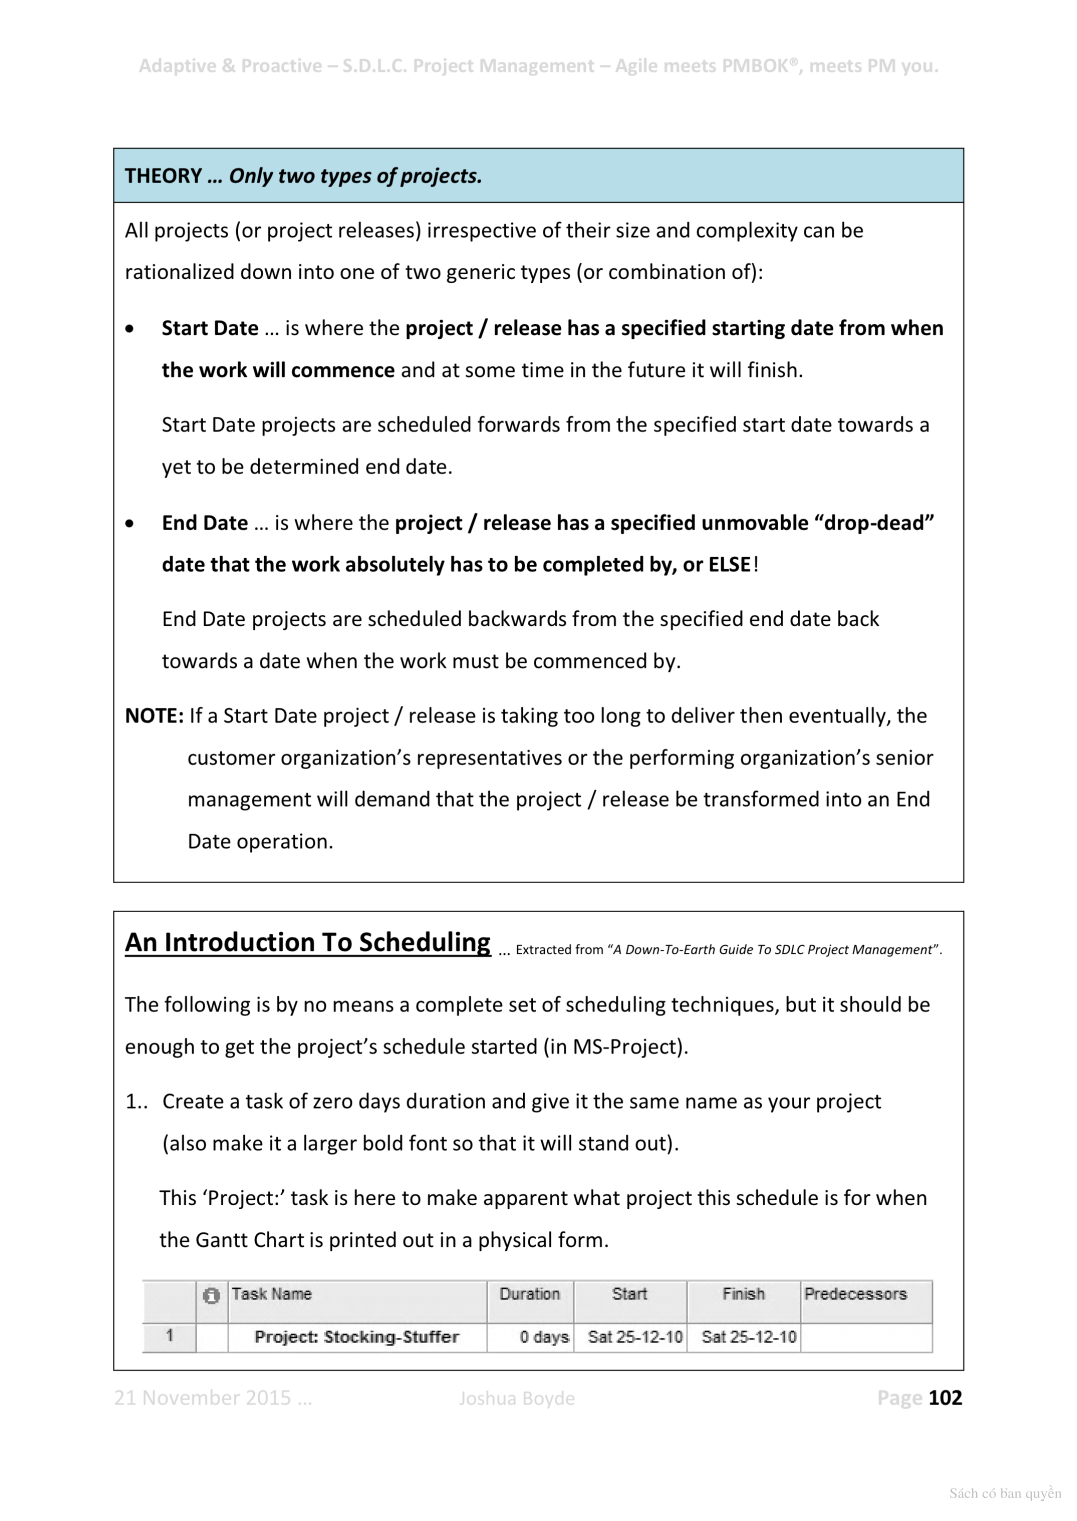 Adaptive & Proactive – S.D.L.C. Project Management – Agile meets PMBOK®, meets PM you.
THEORY … Only two types of projects.
All projects (or project releases) irrespective of their size and complexity can be
rationalized down into one of two generic types (or combination of):
• Start Date … is where the project / release has a specified starting date from when
the work will commence and at some time in the future it will finish.
Start Date projects are scheduled forwards from the specified start date towards a
yet to be determined end date.
• End Date … is where the project / release has a specified unmovable “drop-dead”
date that the work absolutely has to be completed by, or ELSE!
End Date projects are scheduled backwards from the specified end date back
towards a date when the work must be commenced by.
NOTE: If a Start Date project / release is taking too long to deliver then eventually, the
customer organization’s representatives or the performing organization’s senior
management will demand that the project / release be transformed into an End
Date operation.
An Introduction To Scheduling … Extracted from “A Down-To-Earth Guide To SDLC Project Management”.
The following is by no means a complete set of scheduling techniques, but it should be
enough to get the project’s schedule started (in MS-Project).
1.. Create a task of zero days duration and give it the same name as your project
(also make it a larger bold font so that it will stand out).
This ‘Project:’ task is here to make apparent what project this schedule is for when
the Gantt Chart is printed out in a physical form.
Task Name Duration Start Finish Predecessors
1 Project: Stocking-Stuffer 0 days Sat 25-12-10 Sat 25-12-10
21 November 2015 … Joshua Boyde Page 102
Sách có bản quyền